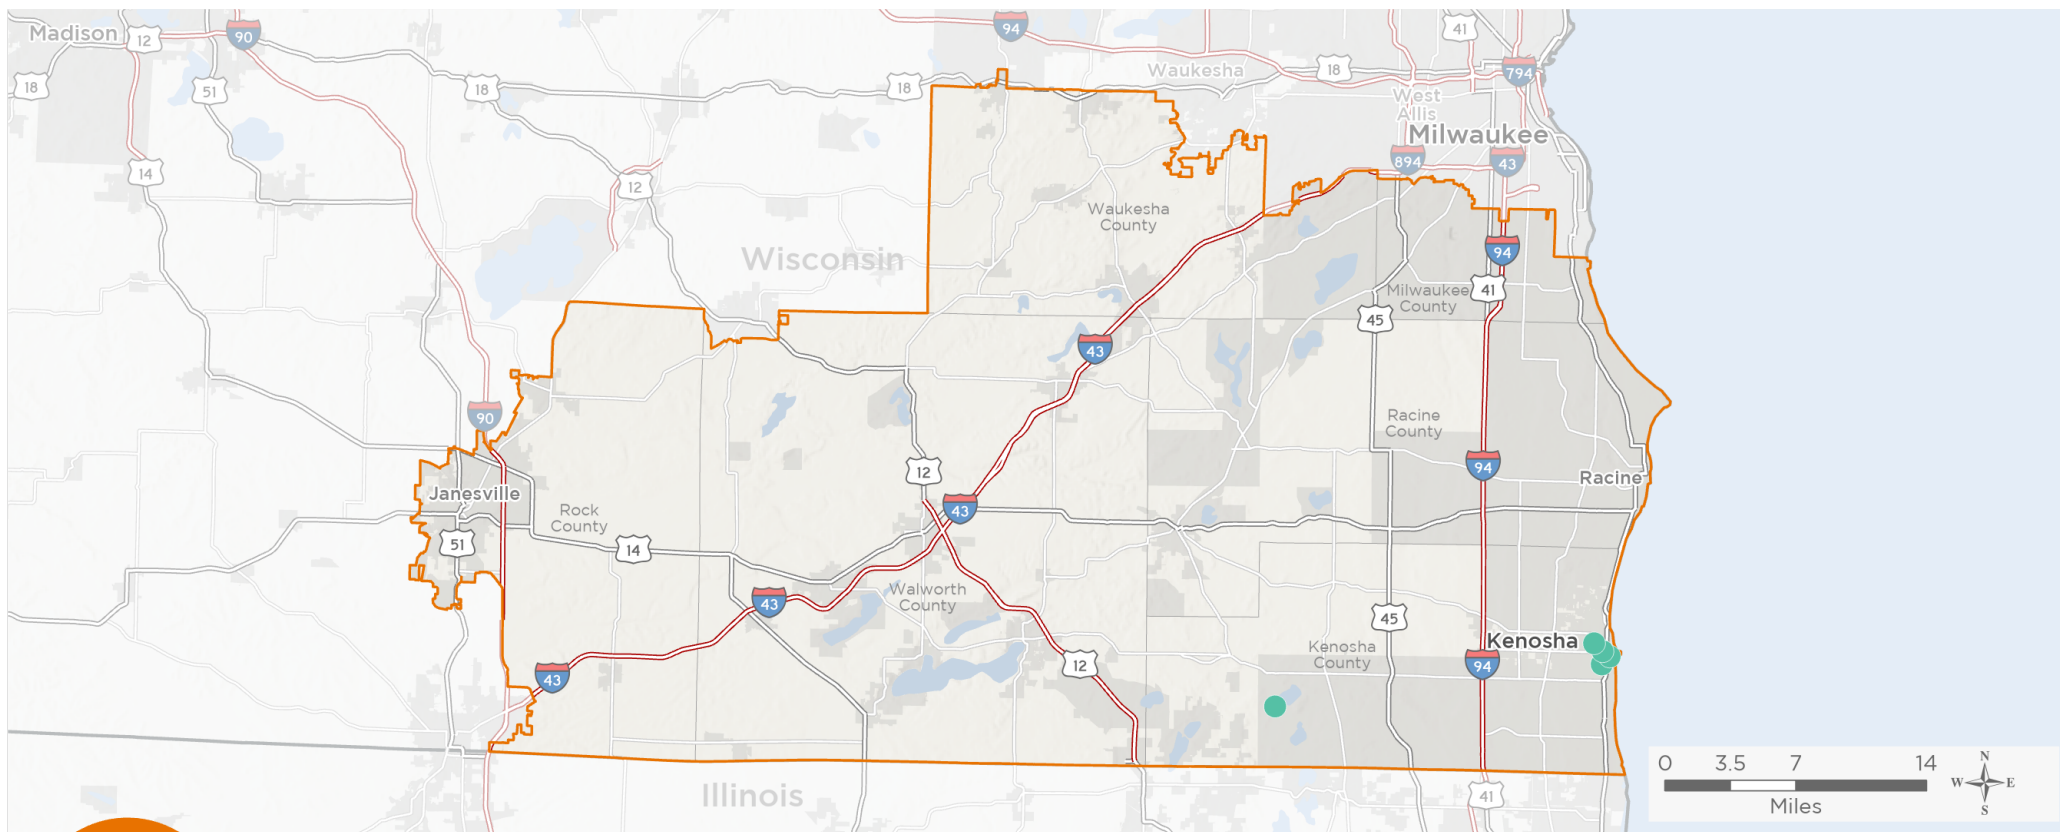 Madison
12
90
94
41
18
51
18
18
Waukesha
18
794
West
Allis
Milwaukee
14
12
894
43
Waukesha
County
Wisconsin
94
Milwaukee
County
41
45
43
90
Racine
County
12
94
Racine
Janesville
Rock
County
43
51
14
43
Walworth
County
45
Kenosha
Kenosha
County
12
94
43
Illinois
41
0 3.5 7 14
Miles
N
W E
S